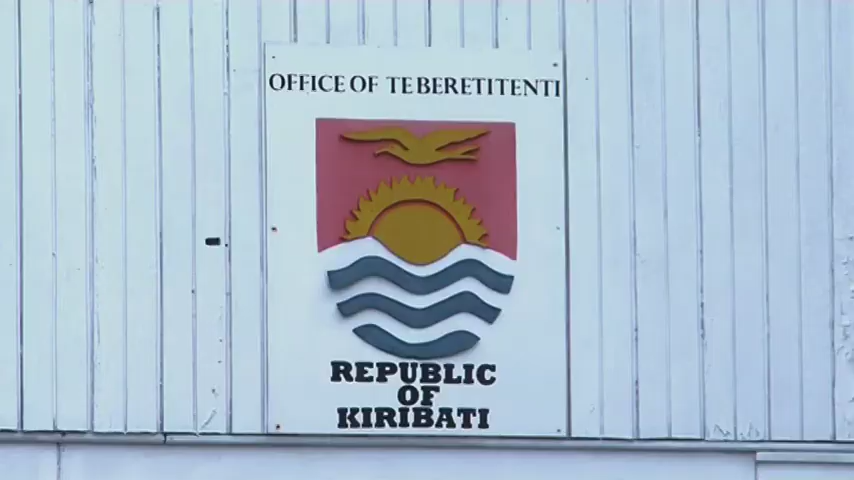 OFFICE OF TE BERETITENTI
REPUBLIC
OF
KIRIBATI